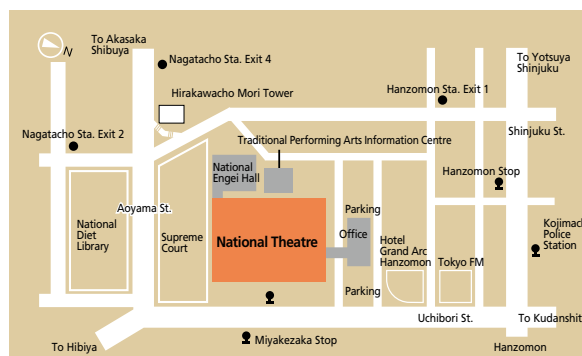 N
To Akasaka
Shibuya
Nagatacho Sta. Exit 4
To Yotsuya
Shinjuku
Hirakawacho Mori Tower
Hanzomon Sta. Exit 1
Nagatacho Sta. Exit 2
Shinjuku St.
Traditional Performing Arts Information Centre
National
Engei Hall
Hanzomon Stop
Aoyama St.
Parking
National
Diet
Library
Supreme
Court
National Theatre
Office
Hotel
Grand Arc
Hanzomon
Tokyo FM
Kojimac
Police
Station
Parking
Uchibori St.
To Kudanshit
To Hibiya
Miyakezaka Stop
Hanzomon